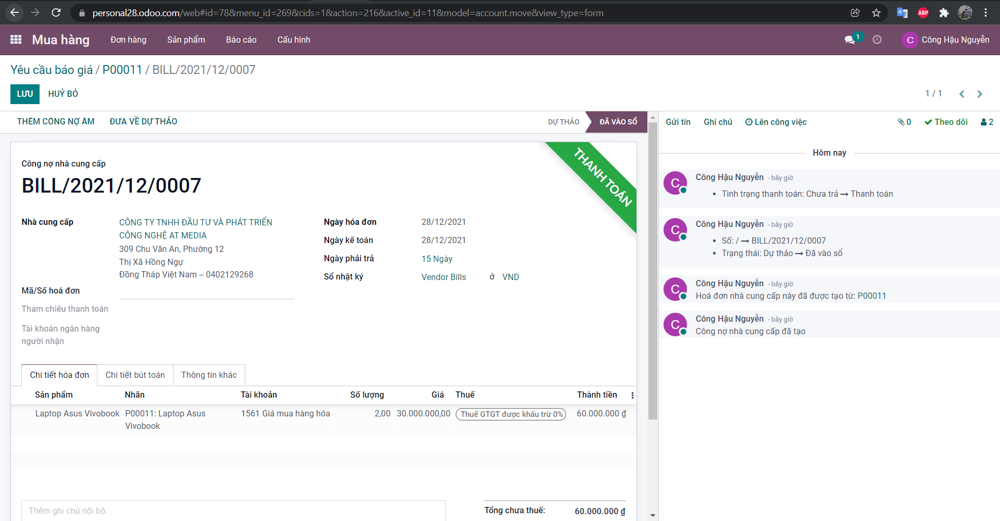 personal28.odoo.com/web#id=78&menu_id=269&cids=1&action=216&active_id=11&model=account.move&view_type=form
ABP
Mua hàng
Đơn hàng
Sản phẩm
Báo cáo
Cấu hình
1
C
Công Hậu Nguyễn
Yêu cầu báo giá / P00011 / BILL/2021/12/0007
LƯU
HUỶ BỎ
1 / 1
THÊM CÔNG NỢ ÂM
ĐƯA VỀ DỰ THẢO
DỰ THẢO
ĐÃ VÀO SỔ
Gửi tin
Ghi chú
Lên công việc
0
Theo dõi
2
THANH TOÁN
Công nợ nhà cung cấp
BILL/2021/12/0007
Nhà cung cấp
CÔNG TY TNHH ĐẦU TƯ VÀ PHÁT TRIỂN
CÔNG NGHỆ AT MEDIA
309 Chu Văn An, Phường 12
Thị Xã Hồng Ngự
Đồng Tháp Việt Nam – 0402129268
Mã/Số hoá đơn
Tham chiếu thanh toán
Tài khoản ngân hàng
người nhận
Ngày hóa đơn
28/12/2021
Ngày kế toán
28/12/2021
Ngày phải trả
15 Ngày
Sổ nhật ký
Vendor Bills
ở
VND
Chi tiết hóa đơn
Chi tiết bút toán
Thông tin khác
Sản phẩm
Nhãn
Tài khoản
Số lượng
Giá
Thuế
Thành tiền
Laptop Asus Vivobook
P00011: Laptop Asus
Vivobook
1561 Giá mua hàng hóa
2,00
30.000.000,00
Thuế GTGT được khấu trừ 0%
60.000.000 ₫
Thêm ghi chú nội bộ...
Tổng chưa thuế:
60.000.000 ₫
Hôm nay
C
Công Hậu Nguyễn - bây giờ
• Tình trạng thanh toán: Chưa trả → Thanh toán
C
Công Hậu Nguyễn - bây giờ
• Số: / → BILL/2021/12/0007
• Trạng thái: Dự thảo → Đã vào sổ
C
Công Hậu Nguyễn - bây giờ
Hoá đơn nhà cung cấp này đã được tạo từ: P00011
C
Công Hậu Nguyễn - bây giờ
Công nợ nhà cung cấp đã tạo